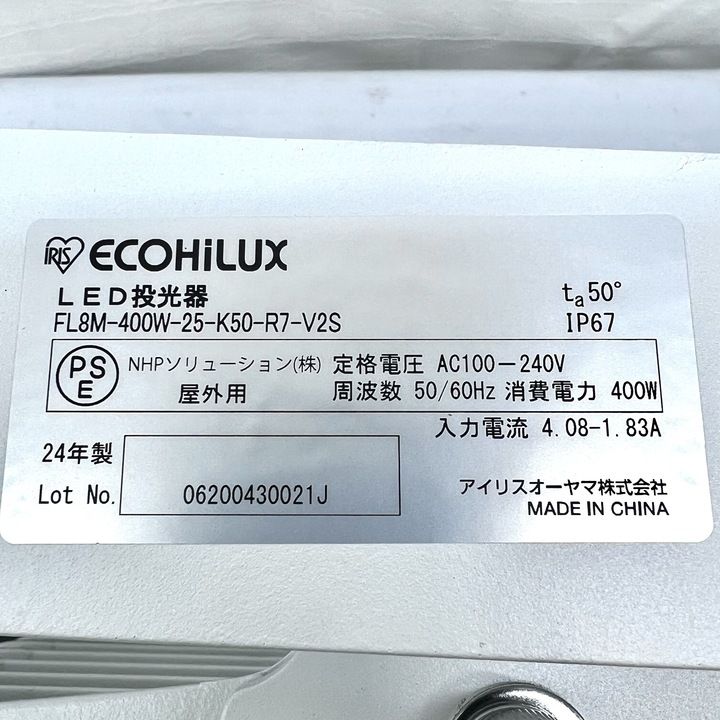 IRIS ECOHiLUX
LED投光器
ta50°
FL8M-400W-25-K50-R7-V2S
IP67
PSE
NHPソリューション(株)
屋外用
定格電圧 AC100-240V
周波数 50/60Hz 消費電力 400W
入力電流 4.08-1.83A
24年製
Lot No. 06200430021J
アイリスオーヤマ株式会社
MADE IN CHINA